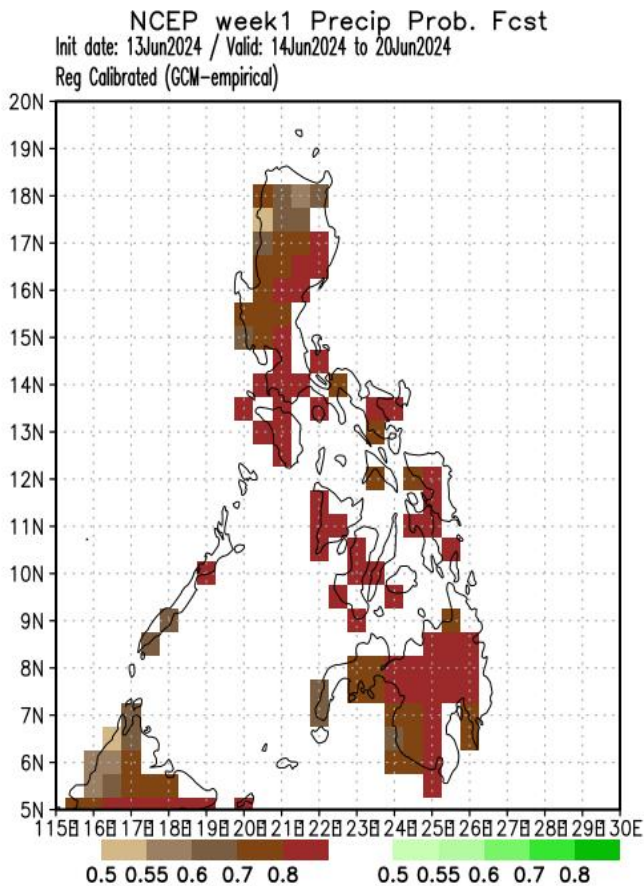 NCEP week1 Precip Prob. Fcst
Init date: 13Jun2024 / Valid: 14Jun2024 to 20Jun2024
Reg Calibrated (GCM-empirical)
20N
19N
18N
17N
16N
15N
14N
13N
12N
11N
10N
9N
8N
7N
6N
5N
115E 116E 117E 118E 119E 120E 121E 122E 123E 124E 125E 126E 127E 128E 129E 130E
0.5 0.55 0.6 0.7 0.8 0.5 0.55 0.6 0.7 0.8